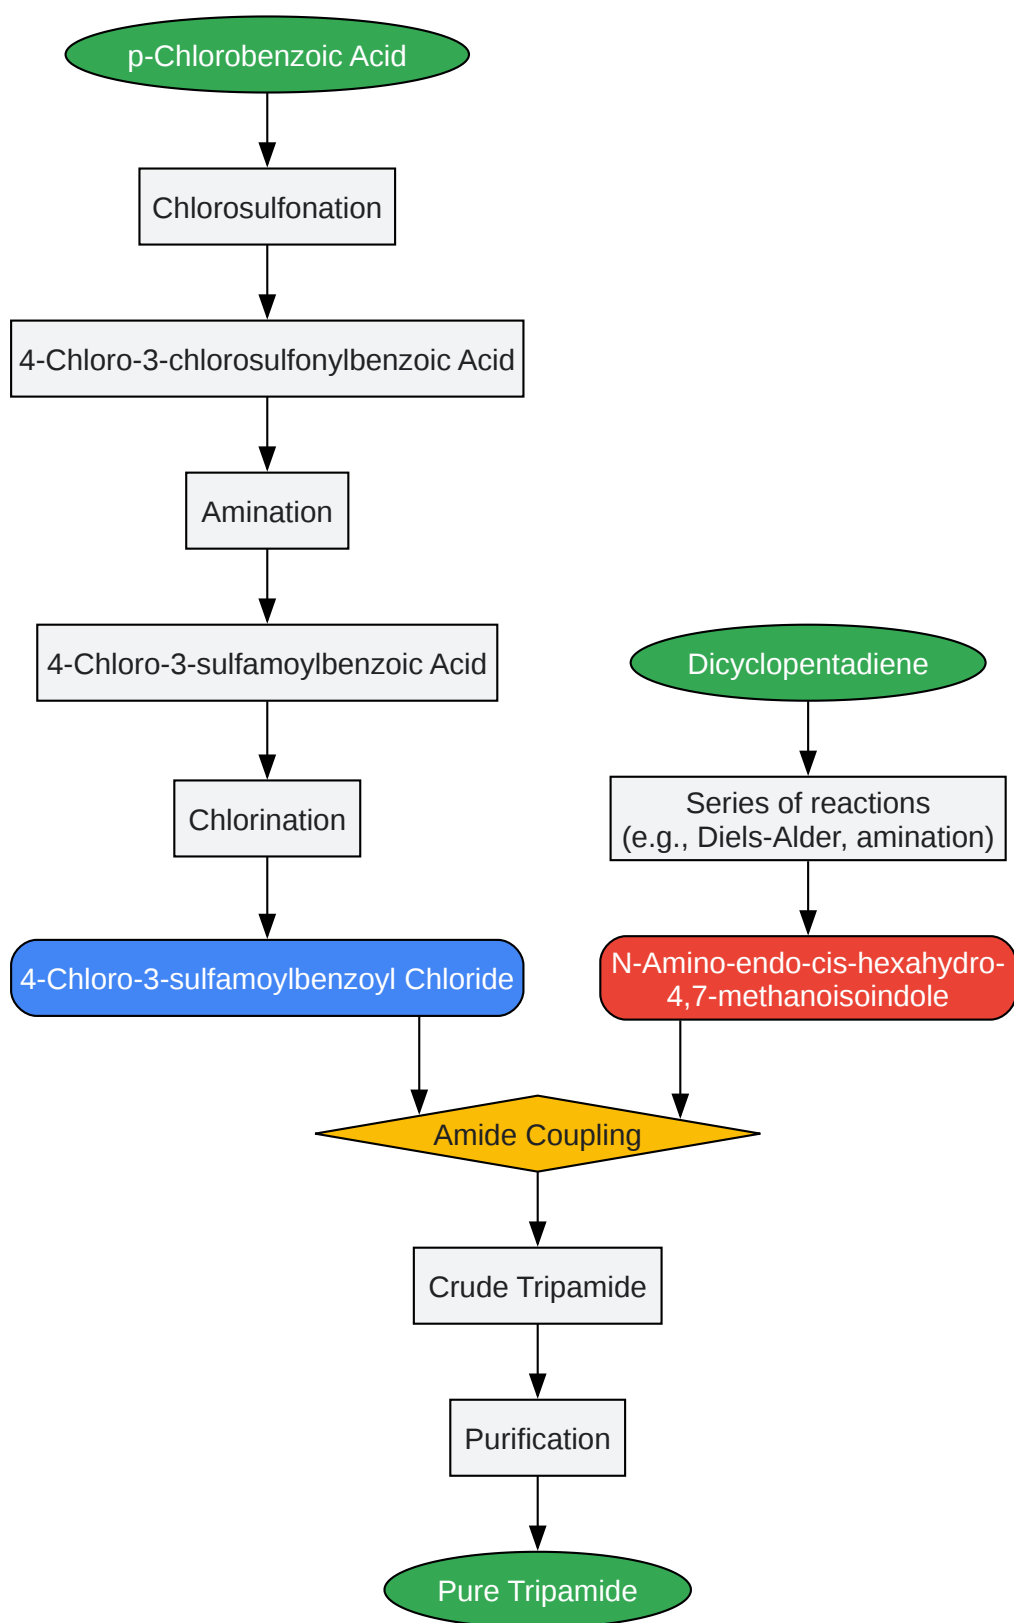 p-Chlorobenzoic Acid
Chlorosulfonation
4-Chloro-3-chlorosulfonylbenzoic Acid
Amination
4-Chloro-3-sulfamoylbenzoic Acid
Dicyclopentadiene
Chlorination
Series of reactions
(e.g., Diels-Alder, amination)
4-Chloro-3-sulfamoylbenzoyl Chloride
N-Amino-endo-cis-hexahydro-
4,7-methanoisoindole
Amide Coupling
Crude Tripamide
Purification
Pure Tripamide